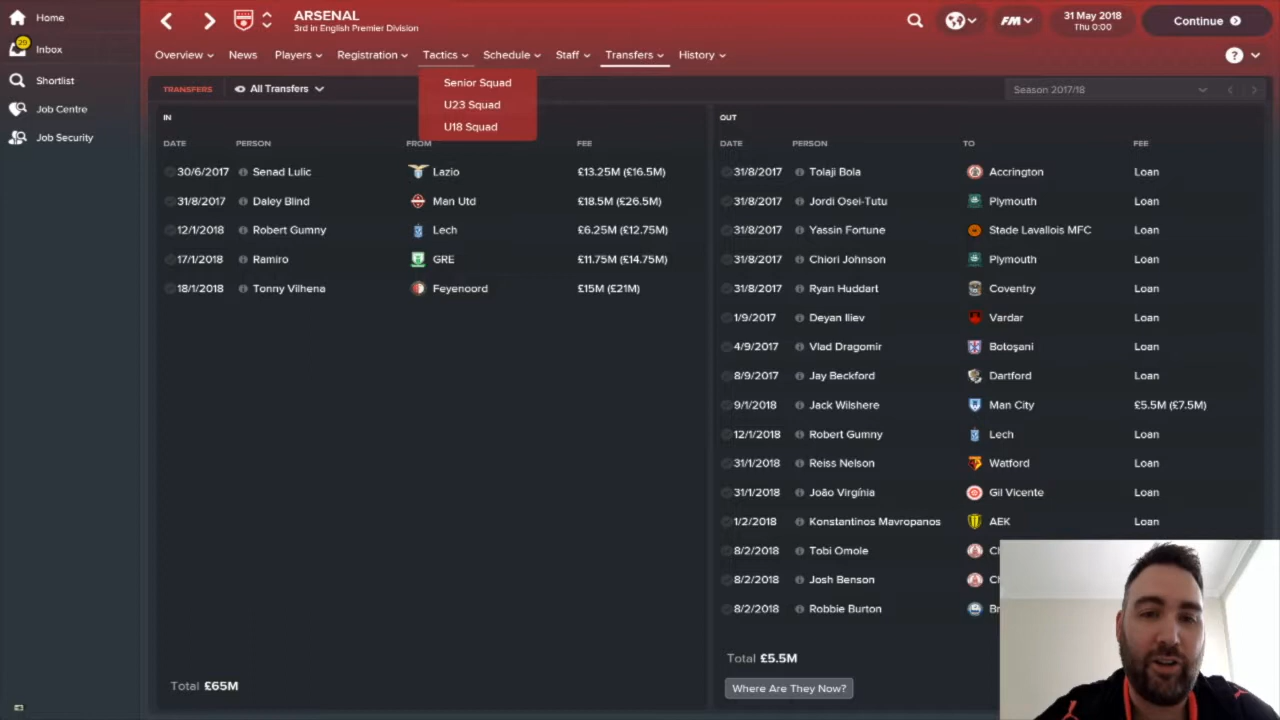 Home
29
Inbox
Shortlist
Job Centre
Job Security
ARSENAL
3rd in English Premier Division
FM
31 May 2018
Thu 0:00
Continue
Overview News Players Registration Tactics Schedule Staff Transfers History ?
Senior Squad
U23 Squad
U18 Squad
TRANSFERS All Transfers Season 2017/18
IN
DATE PERSON FROM FEE
30/6/2017 Senad Lulic Lazio £13.25M (£16.5M)
31/8/2017 Daley Blind Man Utd £18.5M (£26.5M)
12/1/2018 Robert Gumny Lech £6.25M (£12.75M)
17/1/2018 Ramiro GRE £11.75M (£14.75M)
18/1/2018 Tonny Vilhena Feyenoord £15M (£21M)
Total £65M
OUT
DATE PERSON TO FEE
31/8/2017 Tolaji Bola Accrington Loan
31/8/2017 Jordi Osei-Tutu Plymouth Loan
31/8/2017 Yassin Fortune Stade Lavallois MFC Loan
31/8/2017 Chiori Johnson Plymouth Loan
31/8/2017 Ryan Huddart Coventry Loan
1/9/2017 Deyan Iliev Vardar Loan
4/9/2017 Vlad Dragomir Botoşani Loan
8/9/2017 Jay Beckford Dartford Loan
9/1/2018 Jack Wilshere Man City £5.5M (£7.5M)
12/1/2018 Robert Gumny Lech Loan
31/1/2018 Reiss Nelson Watford Loan
31/1/2018 João Virgínia Gil Vicente Loan
1/2/2018 Konstantinos Mavropanos AEK Loan
8/2/2018 Tobi Omole
8/2/2018 Josh Benson
8/2/2018 Robbie Burton
Total £5.5M
Where Are They Now?